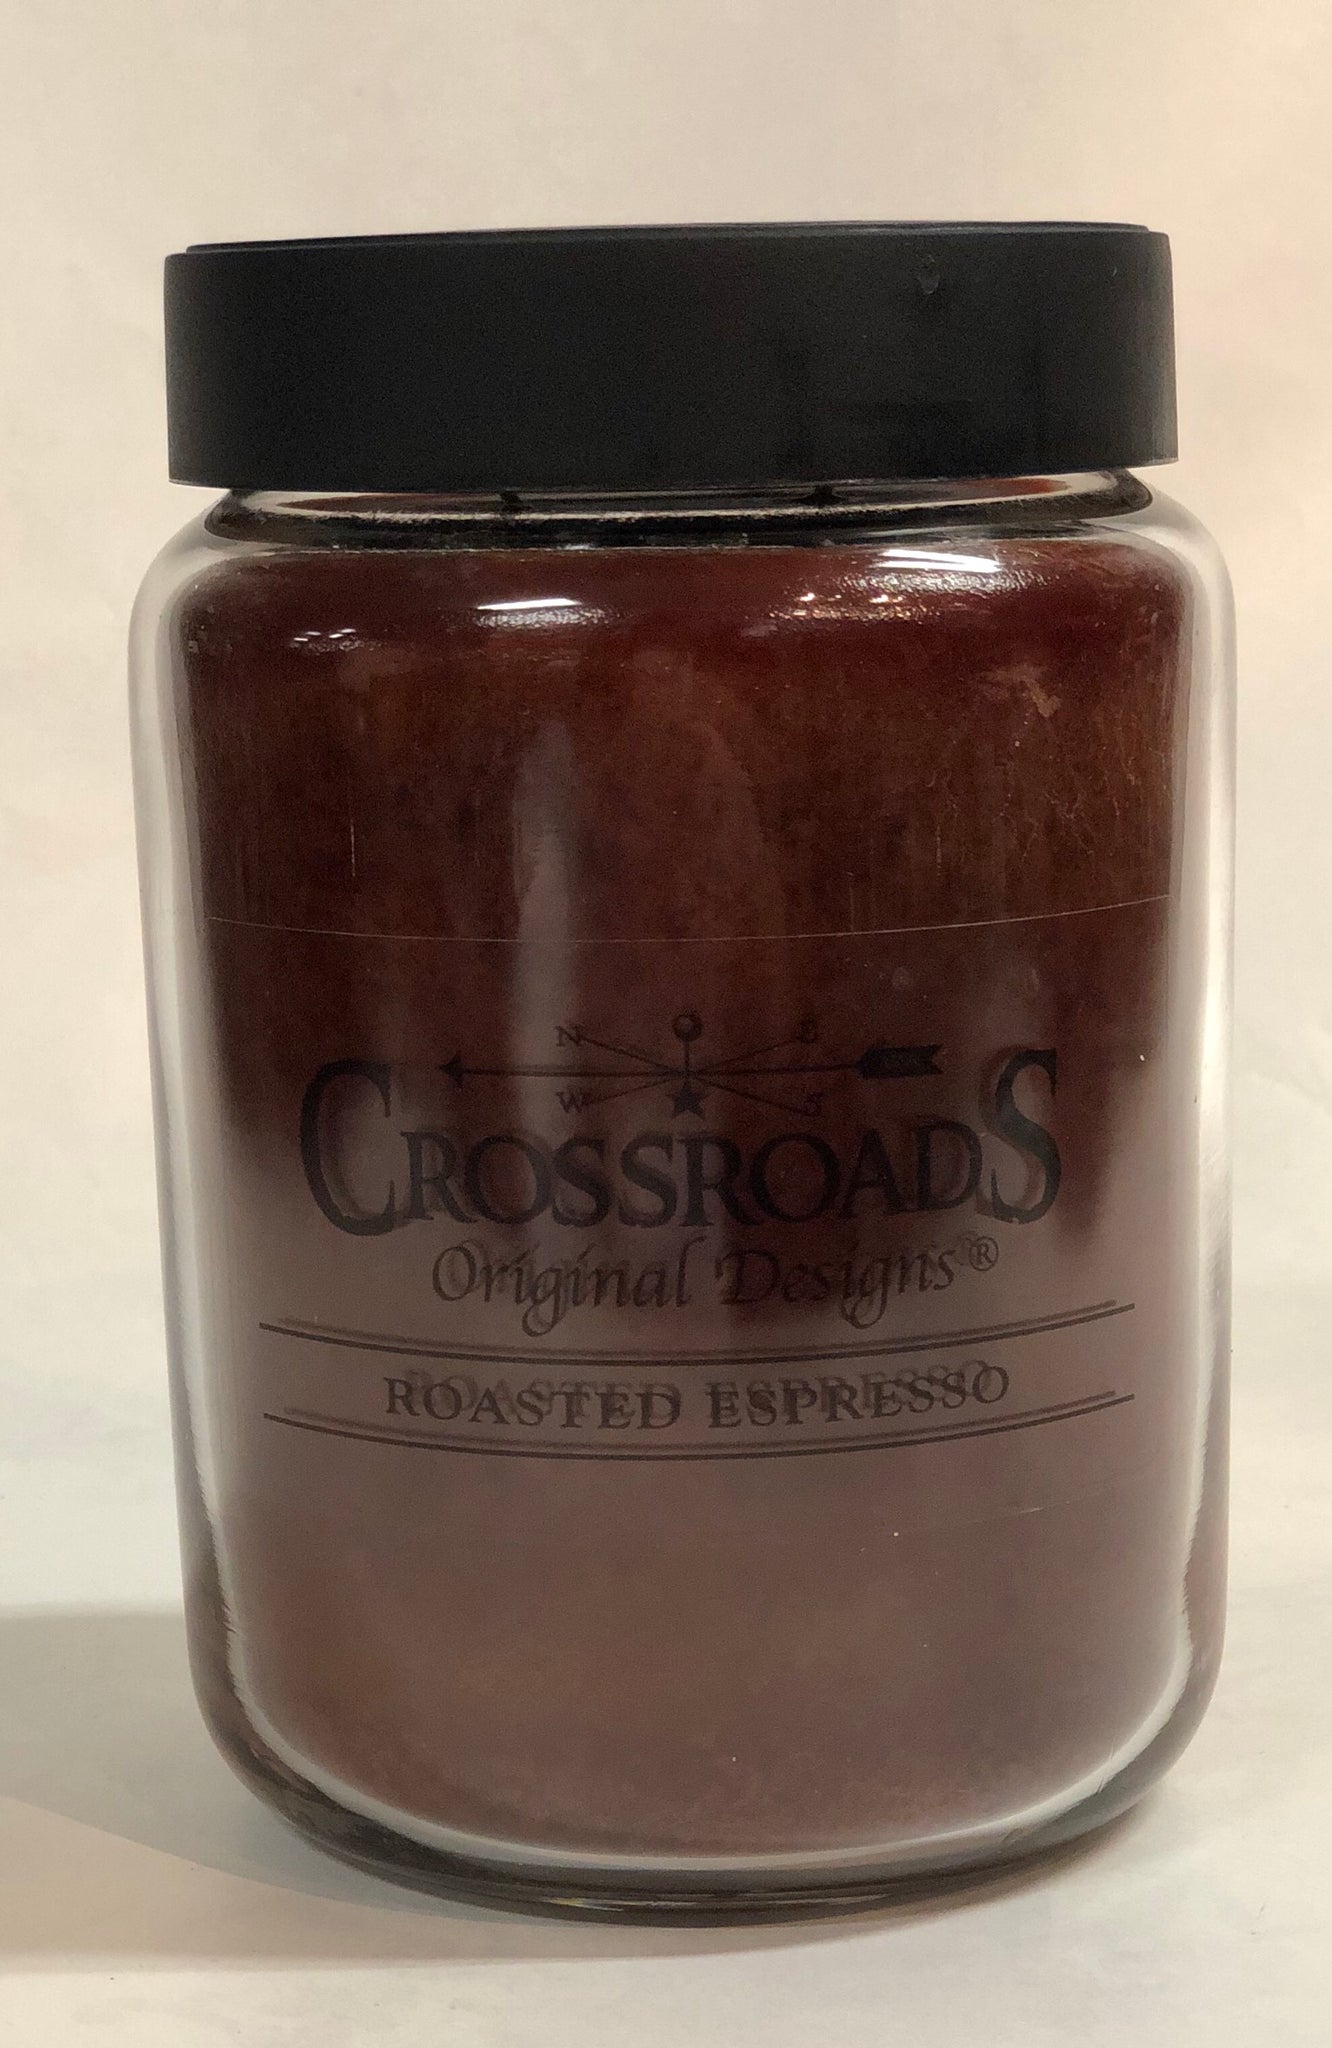 N E
W S
CROSSROADS
Original Designs®
ROASTED ESPRESSO